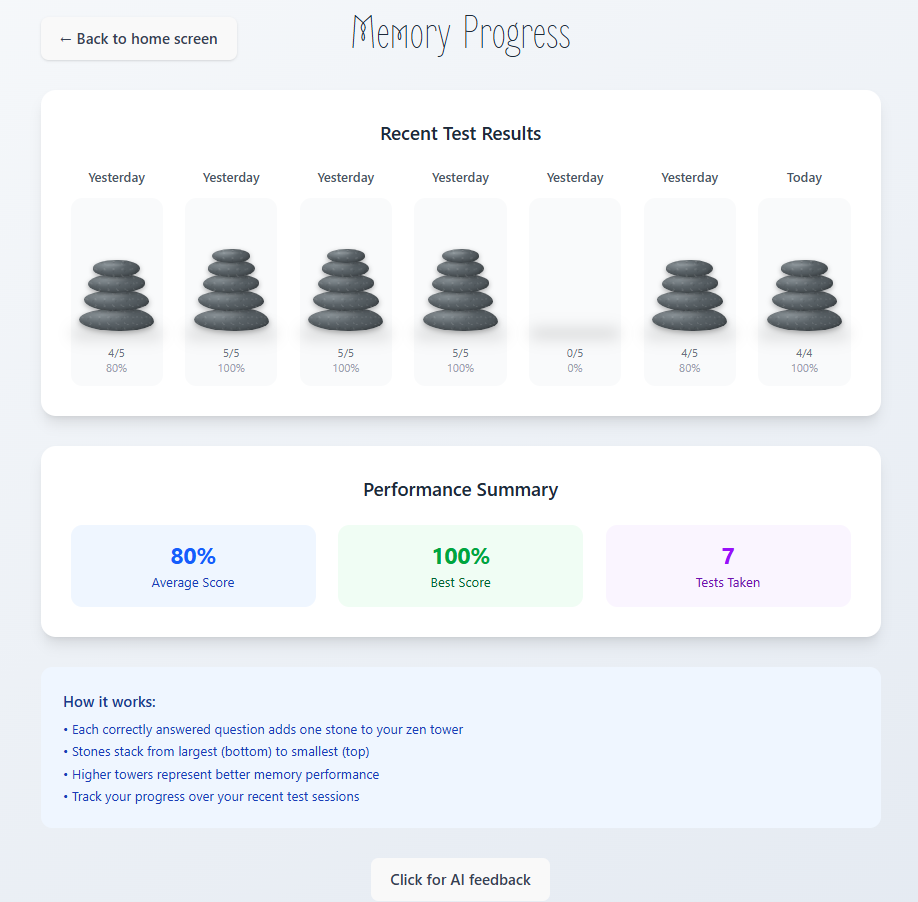 ← Back to home screen
Memory Progress
Recent Test Results
Yesterday Yesterday Yesterday Yesterday Yesterday Yesterday Today
4/5 5/5 5/5 5/5 0/5 4/5 4/4
80% 100% 100% 100% 0% 80% 100%
Performance Summary
80% 100% 7
Average Score Best Score Tests Taken
How it works:
• Each correctly answered question adds one stone to your zen tower
• Stones stack from largest (bottom) to smallest (top)
• Higher towers represent better memory performance
• Track your progress over your recent test sessions
Click for AI feedback